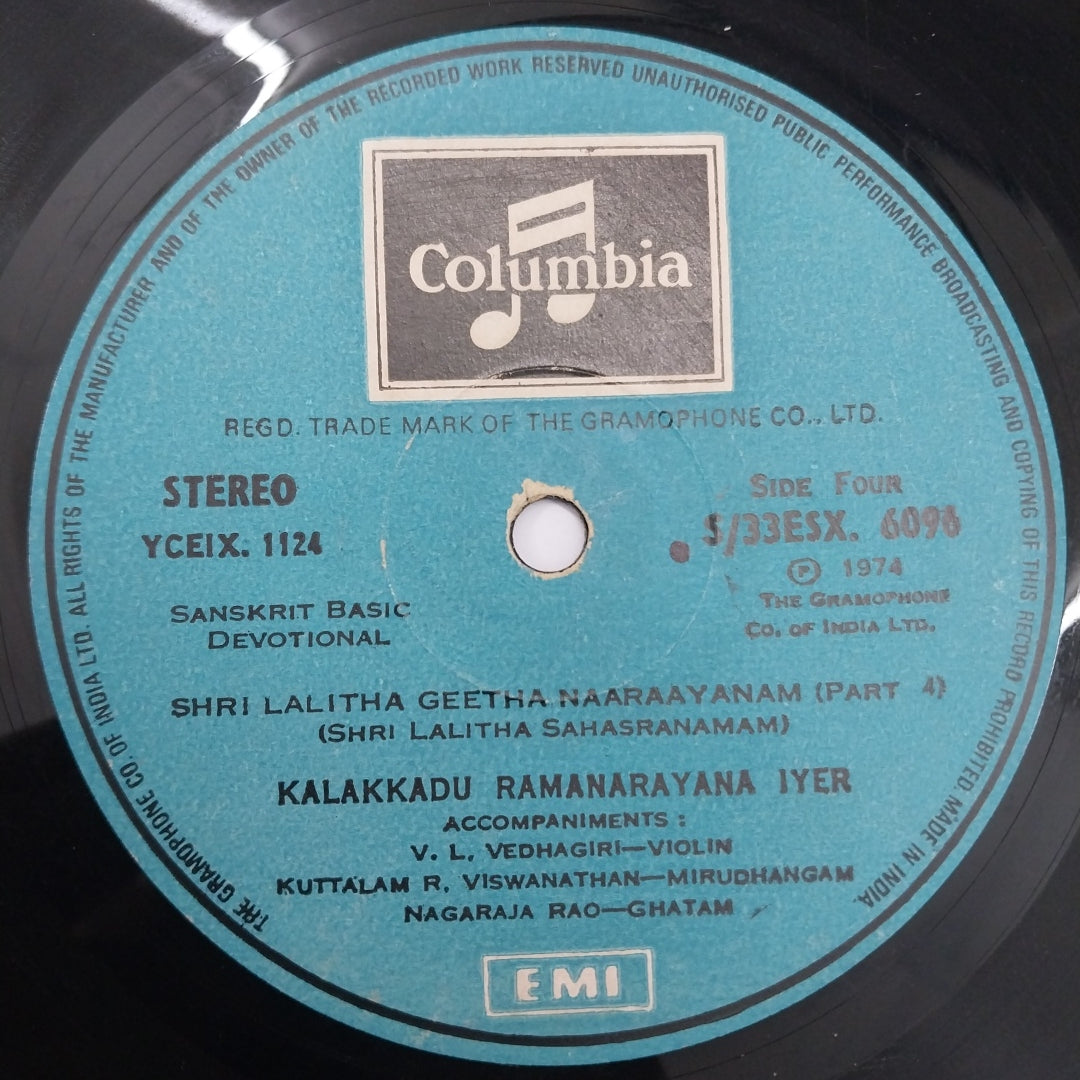 THE GRAMOPHONE CO. OF INDIA LTD. ALL RIGHTS OF THE MANUFACTURER AND OF THE OWNER OF THE RECORDED WORK RESERVED UNAUTHORISED PUBLIC PERFORMANCE BROADCASTING AND COPYING OF THIS RECORD PROHIBITED. MADE IN INDIA.
Columbia
REGD. TRADE MARK OF THE GRAMOPHONE CO., LTD.
STEREO
YCEIX. 1124
SIDE FOUR
S/33ESX. 6096
Ⓟ 1974
THE GRAMOPHONE
CO. OF INDIA LTD.
SANSKRIT BASIC
DEVOTIONAL
SHRI LALITHA GEETHA NAARAAYANAM (PART 4)
(SHRI LALITHA SAHASRANAMAM)
KALAKKADU RAMANARAYANA IYER
ACCOMPANIMENTS :
V. L. VEDHAGIRI—VIOLIN
KUTTALAM R. VISWANATHAN—MIRUDHANGAM
NAGARAJA RAO—GHATAM
EMI